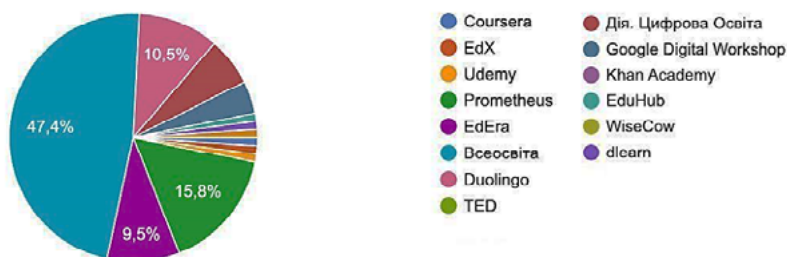 10,5%
47,4%
15,8%
9,5%
Coursera
EdX
Udemy
Prometheus
EdEra
Всеосвіта
Duolingo
TED
Дія. Цифрова Освіта
Google Digital Workshop
Khan Academy
EduHub
WiseCow
dlearn